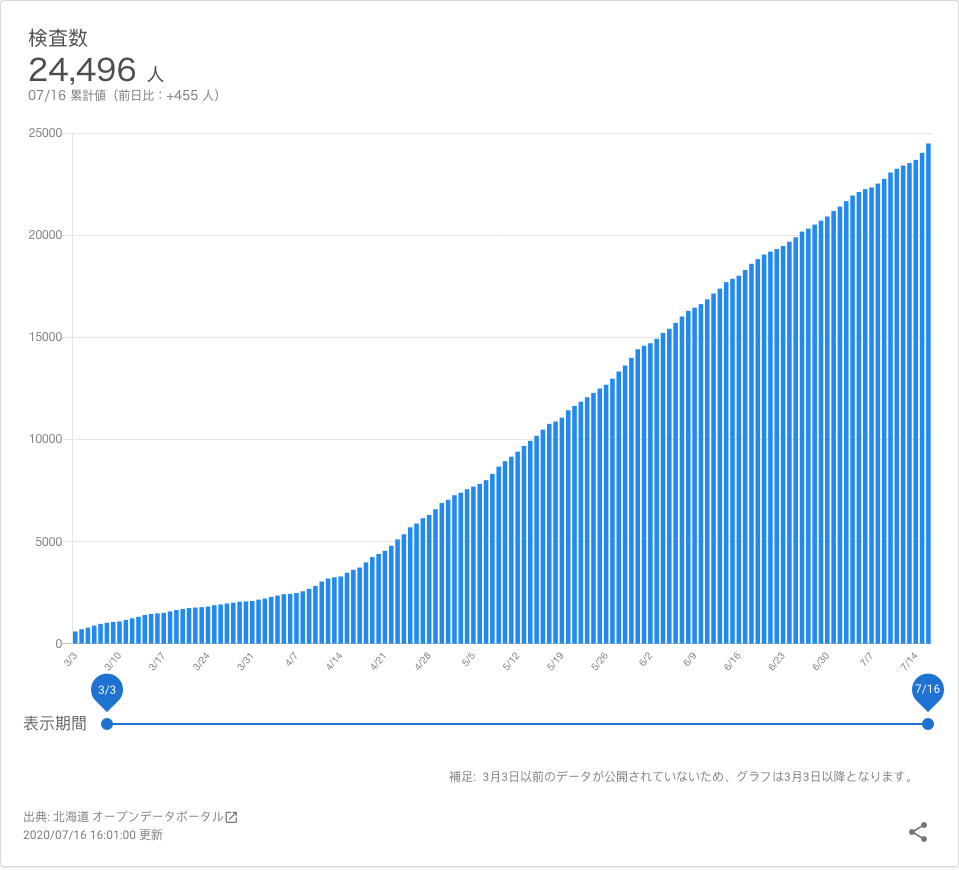 検査数
24,496 人
07/16 累計値（前日比：+455 人）
25000
20000
15000
10000
5000
0
3/3 3/10 3/17 3/24 3/31 4/7 4/14 4/21 4/28 5/5 5/12 5/19 5/26 6/2 6/9 6/16 6/23 6/30 7/7 7/14
3/3 7/16
表示期間
補足: 3月3日以前のデータが公開されていないため、グラフは3月3日以降となります。
出典: 北海道 オープンデータポータル
2020/07/16 16:01:00 更新